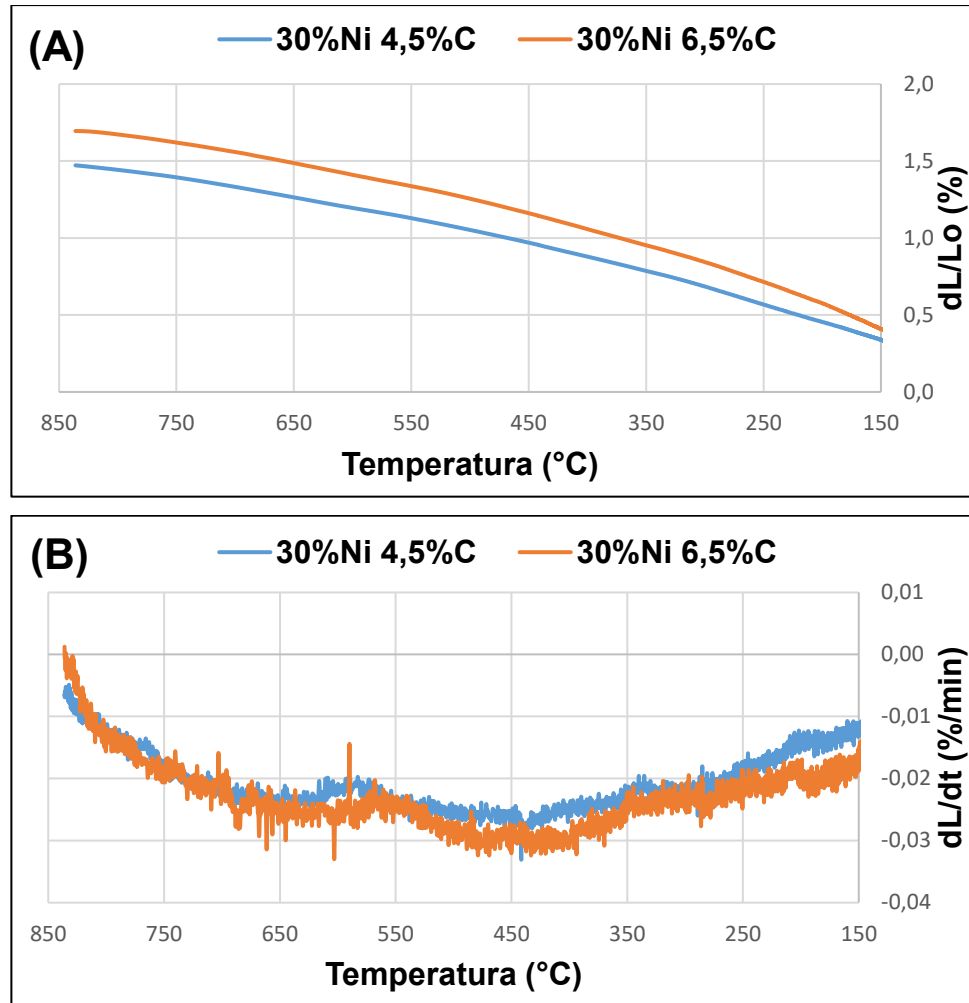 (A)
30%Ni 4,5%C 30%Ni 6,5%C
2,0
1,5
1,0
0,5
0,0
dL/Lo (%)
850 750 650 550 450 350 250 150
Temperatura (°C)
(B)
30%Ni 4,5%C 30%Ni 6,5%C
0,01
0,00
-0,01
-0,02
-0,03
-0,04
dL/dt (%/min)
850 750 650 550 450 350 250 150
Temperatura (°C)